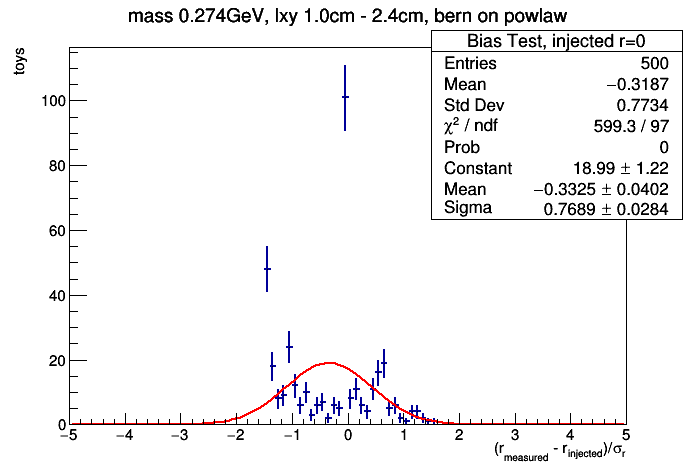 mass 0.274GeV, lxy 1.0cm - 2.4cm, bern on powlaw
Bias Test, injected r=0
Entries 500
Mean −0.3187
Std Dev 0.7734
χ² / ndf 599.3 / 97
Prob 0
Constant 18.99 ± 1.22
Mean −0.3325 ± 0.0402
Sigma 0.7689 ± 0.0284
toys
100
80
60
40
20
0
−5 −4 −3 −2 −1 0 1 2 3 4 5
(r_measured - r_injected)/σ_r